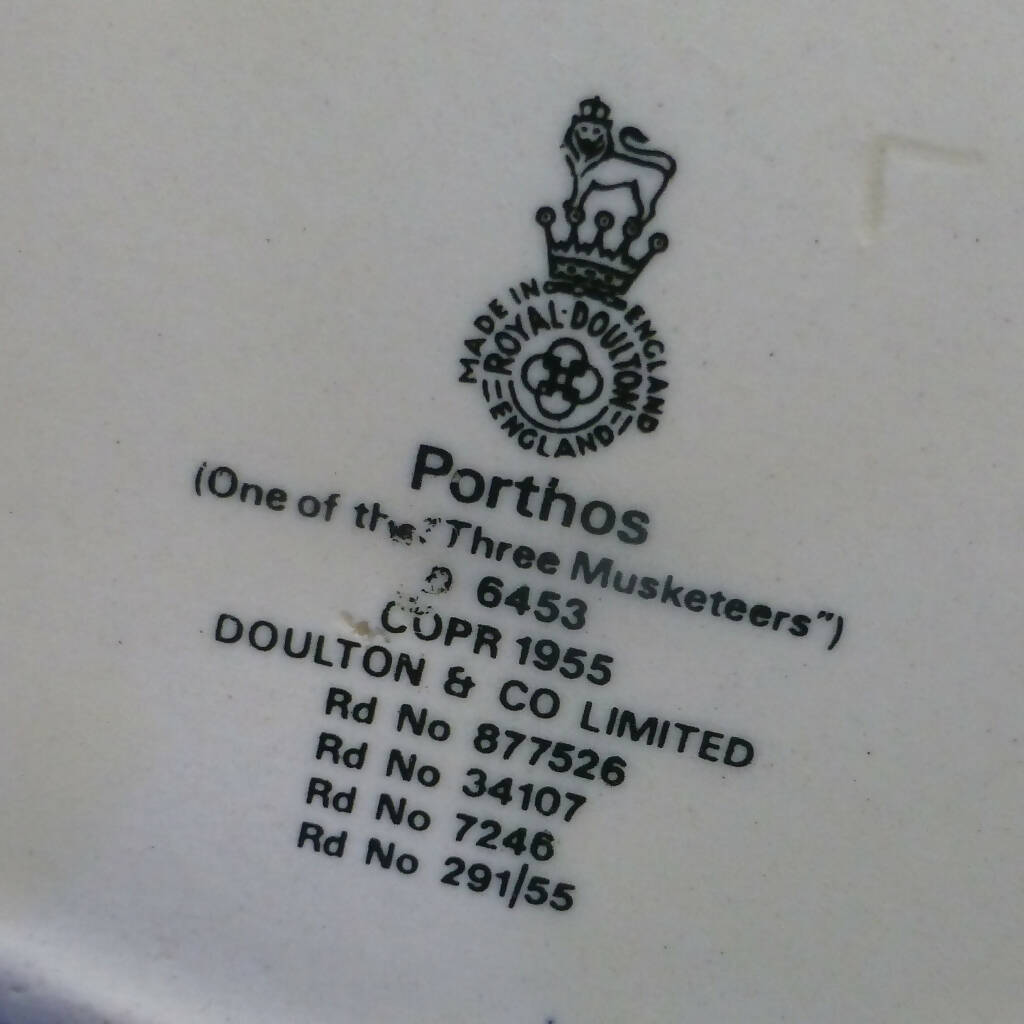 MADE IN ENGLAND
ROYAL·DOULTON
ENGLAND
Porthos
(One of the "Three Musketeers")
D 6453
COPR 1955
DOULTON & CO LIMITED
Rd No 877526
Rd No 34107
Rd No 7246
Rd No 291/55